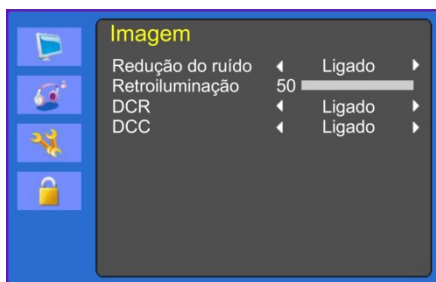 Imagem
Redução do ruído Ligado
Retroiluminação 50
DCR Ligado
DCC Ligado